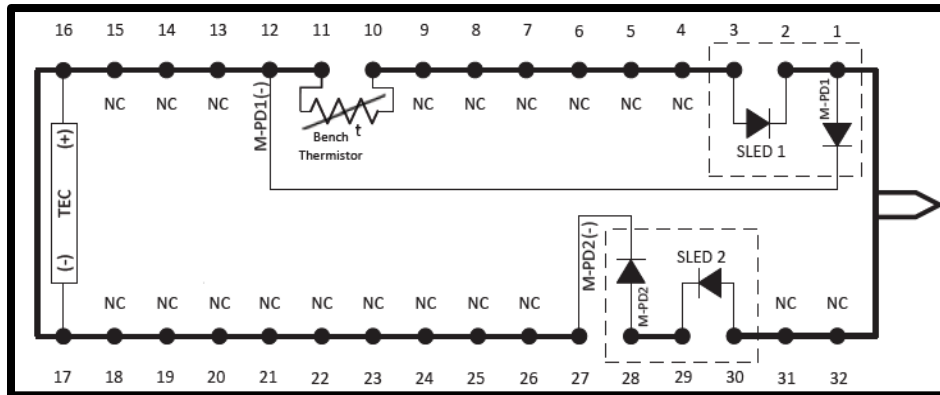 16 15 14 13 12 11 10 9 8 7 6 5 4 3 2 1
NC NC NC NC NC NC NC NC NC
M-PD1(-)
t
Bench
Thermistor
SLED 1
M-PD1
(+)
TEC
(-)
M-PD2(-)
SLED 2
M-PD2
NC NC NC NC NC NC NC NC NC NC NC
17 18 19 20 21 22 23 24 25 26 27 28 29 30 31 32